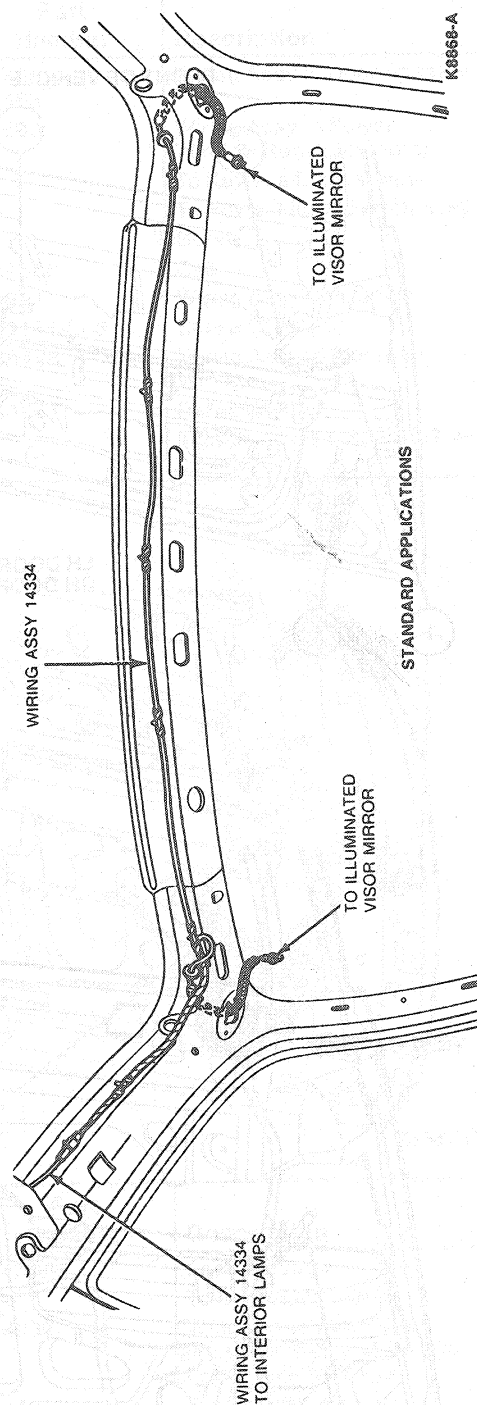 WIRING ASSY 14334
TO INTERIOR LAMPS
WIRING ASSY 14334
TO ILLUMINATED
VISOR MIRROR
TO ILLUMINATED
VISOR MIRROR
STANDARD APPLICATIONS
K8868-A